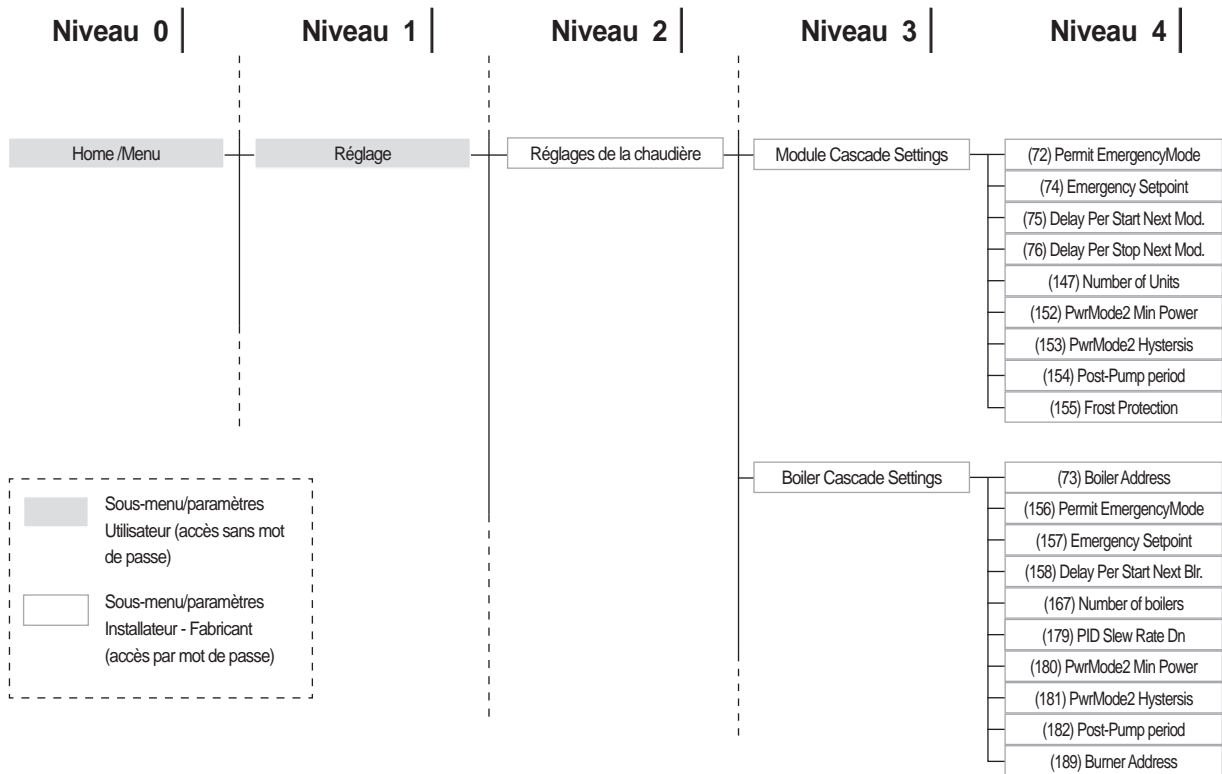 Niveau 0
Niveau 1
Niveau 2
Niveau 3
Niveau 4
Home /Menu
Réglage
Réglages de la chaudière
Module Cascade Settings
(72) Permit EmergencyMode
(74) Emergency Setpoint
(75) Delay Per Start Next Mod.
(76) Delay Per Stop Next Mod.
(147) Number of Units
(152) PwrMode2 Min Power
(153) PwrMode2 Hystersis
(154) Post-Pump period
(155) Frost Protection
Boiler Cascade Settings
(73) Boiler Address
(156) Permit EmergencyMode
(157) Emergency Setpoint
(158) Delay Per Start Next Blr.
(167) Number of boilers
(179) PID Slew Rate Dn
(180) PwrMode2 Min Power
(181) PwrMode2 Hystersis
(182) Post-Pump period
(189) Burner Address
Sous-menu/paramètres
Utilisateur (accès sans mot
de passe)
Sous-menu/paramètres
Installateur - Fabricant
(accès par mot de passe)